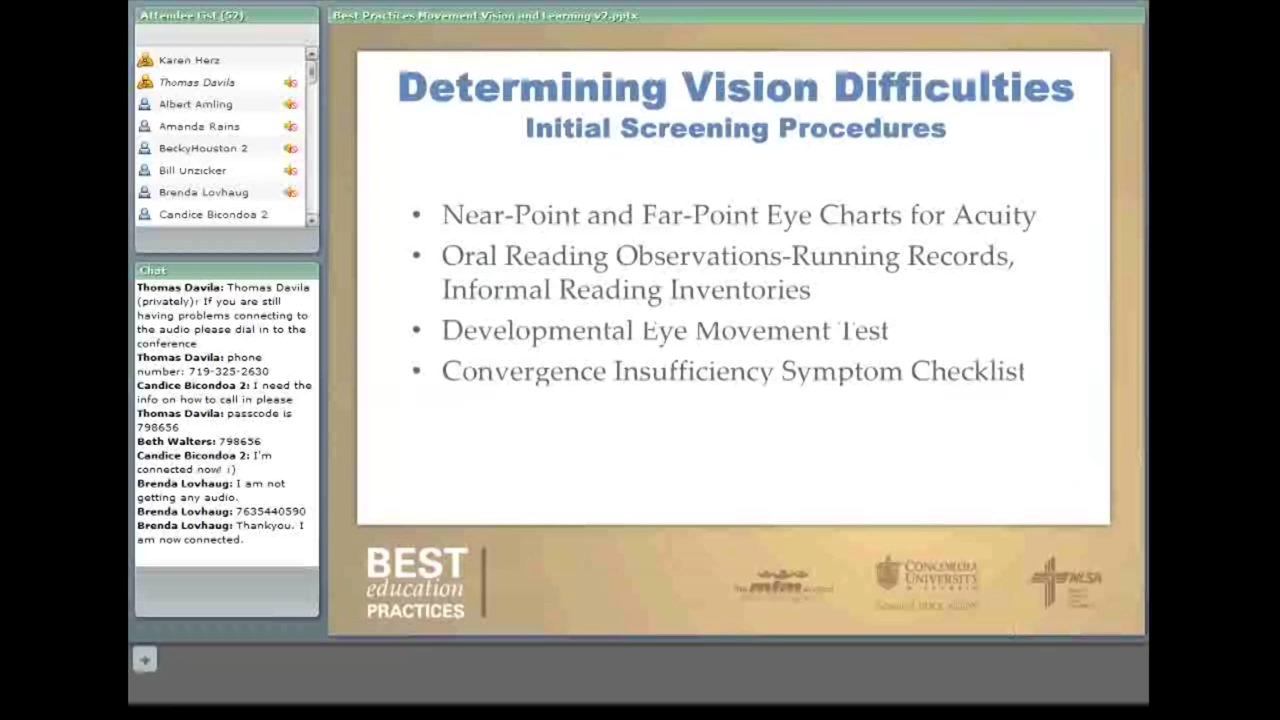 Attendee List (52)
Karen Herz
Thomas Davila
Albert Amling
Amanda Rains
BeckyHouston 2
Bill Unzicker
Brenda Lovhaug
Candice Bicondoa 2
Chat
Thomas Davila: Thomas Davila
(privately): If you are still
having problems connecting to
the audio please dial in to the
conference
Thomas Davila: phone
number: 719-325-2630
Candice Bicondoa 2: I need the
info on how to call in please
Thomas Davila: passcode is
798656
Beth Walters: 798656
Candice Bicondoa 2: I'm
connected now! :)
Brenda Lovhaug: I am not
getting any audio.
Brenda Lovhaug: 7635440590
Brenda Lovhaug: Thankyou. I
am now connected.
Best Practices Movement Vision and Learning v2.pptx
Determining Vision Difficulties
Initial Screening Procedures
• Near-Point and Far-Point Eye Charts for Acuity
• Oral Reading Observations-Running Records,
Informal Reading Inventories
• Developmental Eye Movement Test
• Convergence Insufficiency Symptom Checklist
BEST
education
PRACTICES
mfm
CONCORDIA
UNIVERSITY
NLSA